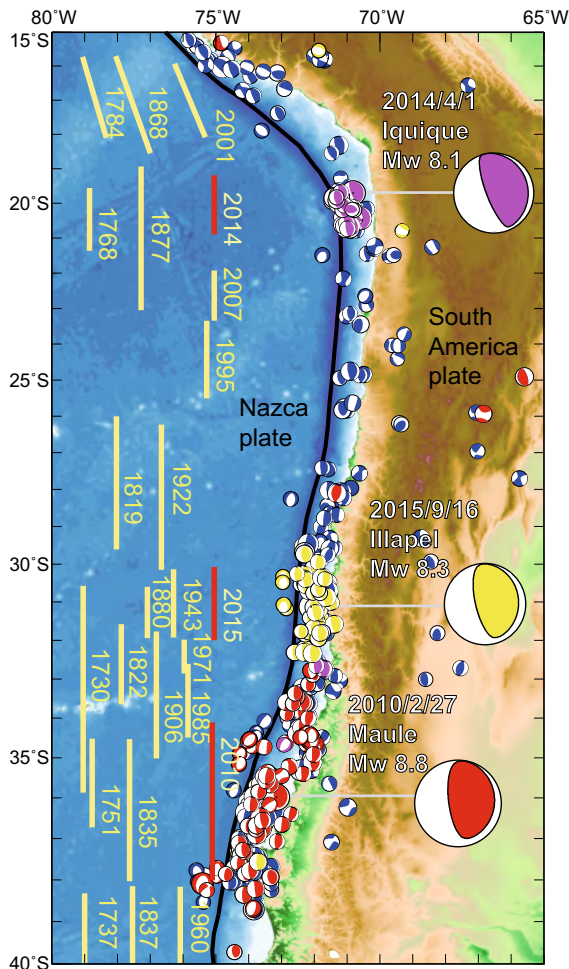 80°W
75°W
70°W
65°W
15°S
20°S
25°S
30°S
35°S
40°S
1784
1868
2001
2014/4/1
Iquique
Mw 8.1
1768
1877
2014
2007
1995
South
America
plate
Nazca
plate
1819
1922
2015/9/16
Illapel
Mw 8.3
1880
1943
2015
1730
1822
1971
1906
1985
2010/2/27
Maule
Mw 8.8
2010
1751
1835
1737
1837
1960